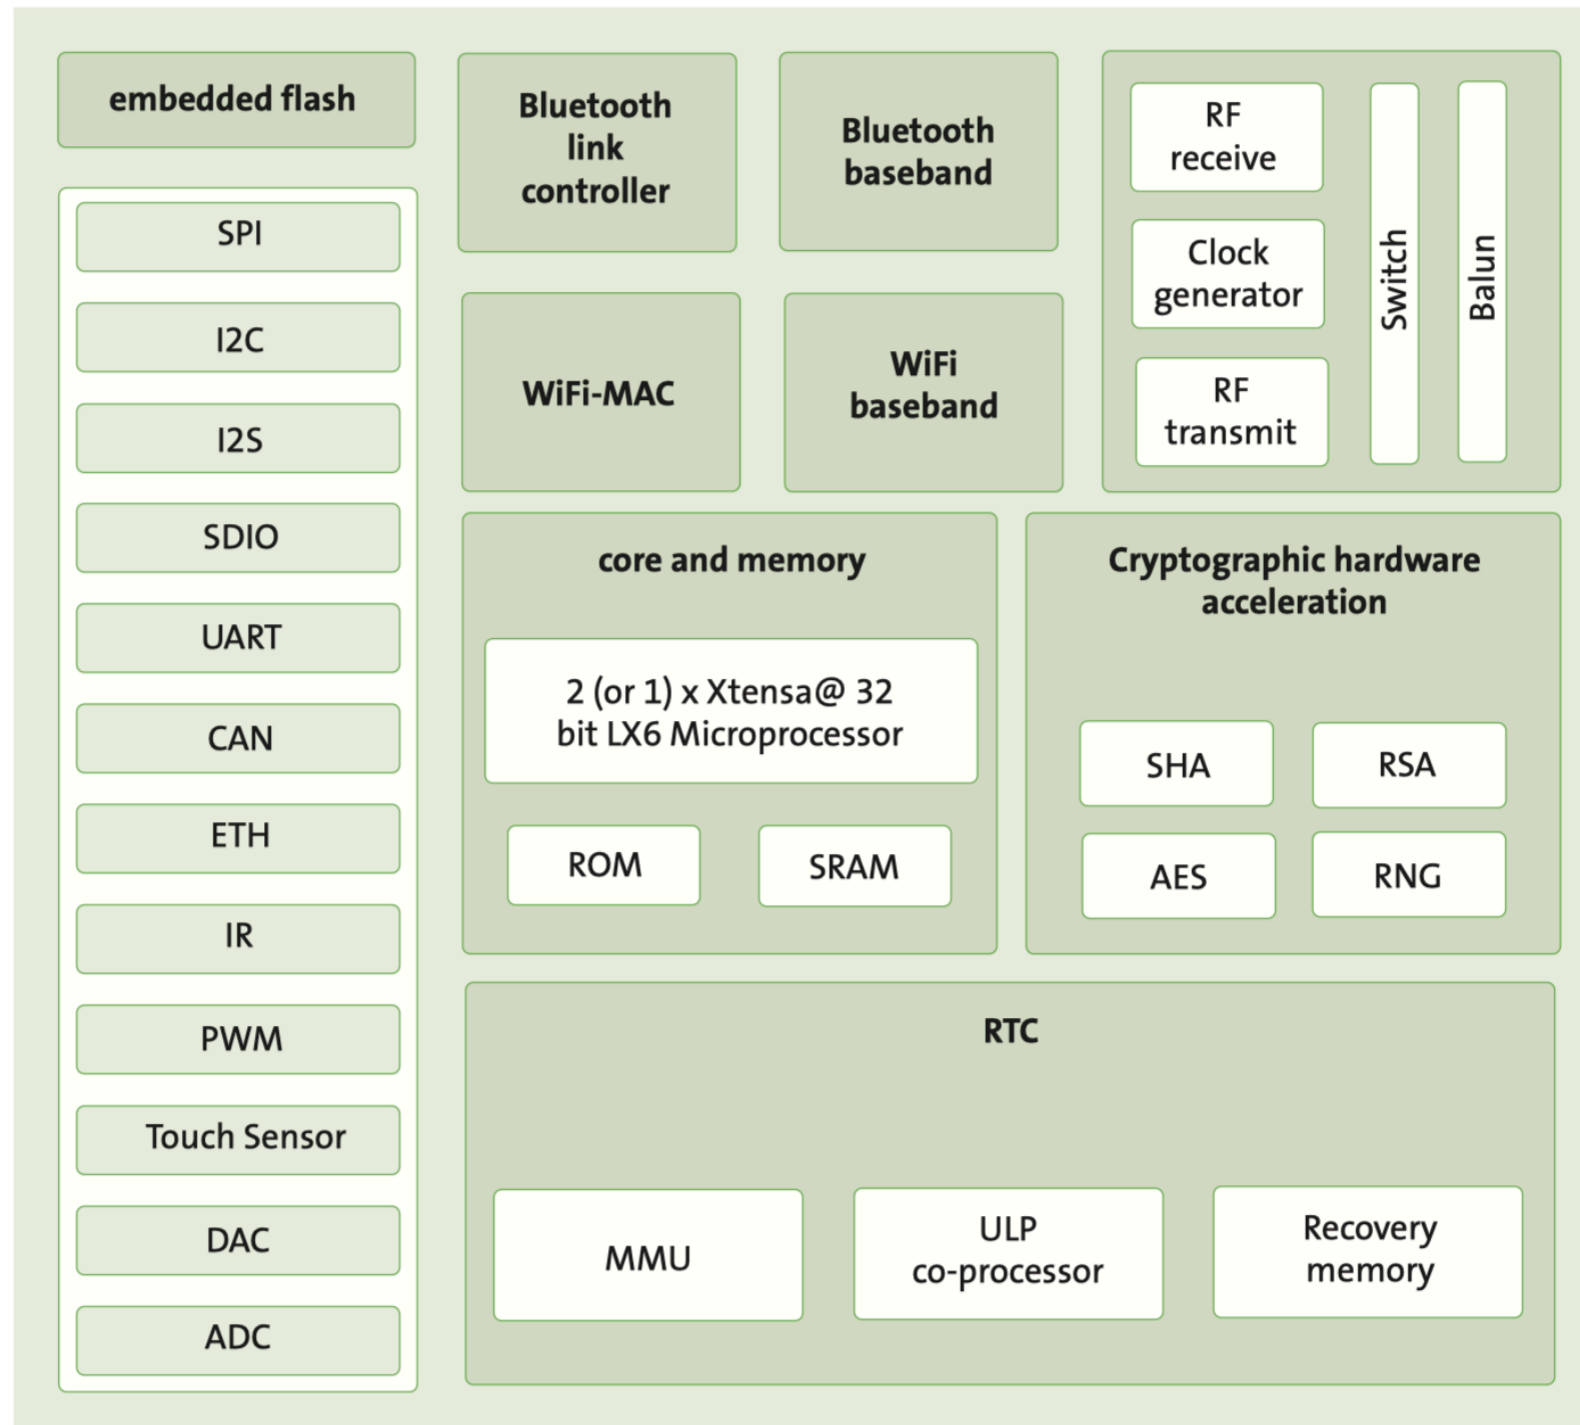 embedded flash
SPI
I2C
I2S
SDIO
UART
CAN
ETH
IR
PWM
Touch Sensor
DAC
ADC
Bluetooth
link
controller
Bluetooth
baseband
WiFi-MAC
WiFi
baseband
RF
receive
Clock
generator
RF
transmit
Switch
Balun
core and memory
2 (or 1) x Xtensa@ 32
bit LX6 Microprocessor
ROM
SRAM
Cryptographic hardware
acceleration
SHA
RSA
AES
RNG
RTC
MMU
ULP
co-processor
Recovery
memory